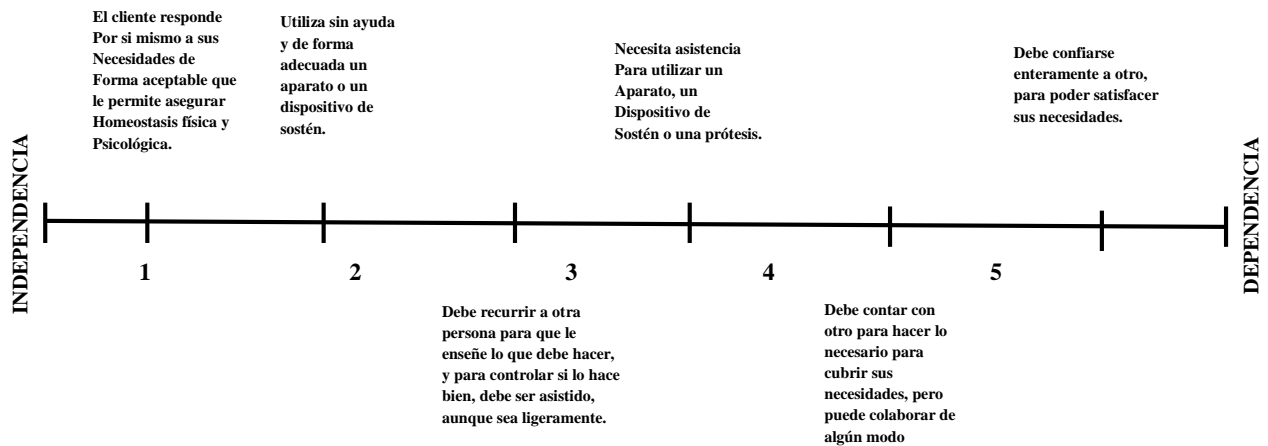 El cliente responde
Por si mismo a sus
Necesidades de
Forma aceptable que
le permite asegurar
Homeostasis física y
Psicológica.
Utiliza sin ayuda
y de forma
adecuada un
aparato o un
dispositivo de
sostén.
Necesita asistencia
Para utilizar un
Aparato, un
Dispositivo de
Sostén o una prótesis.
Debe confiarse
enteramente a otro,
para poder satisfacer
sus necesidades.
INDEPENDENCIA
DEPENDENCIA
1 2 3 4 5
Debe recurrir a otra
persona para que le
enseñe lo que debe hacer,
y para controlar si lo hace
bien, debe ser asistido,
aunque sea ligeramente.
Debe contar con
otro para hacer lo
necesario para
cubrir sus
necesidades, pero
puede colaborar de
algún modo